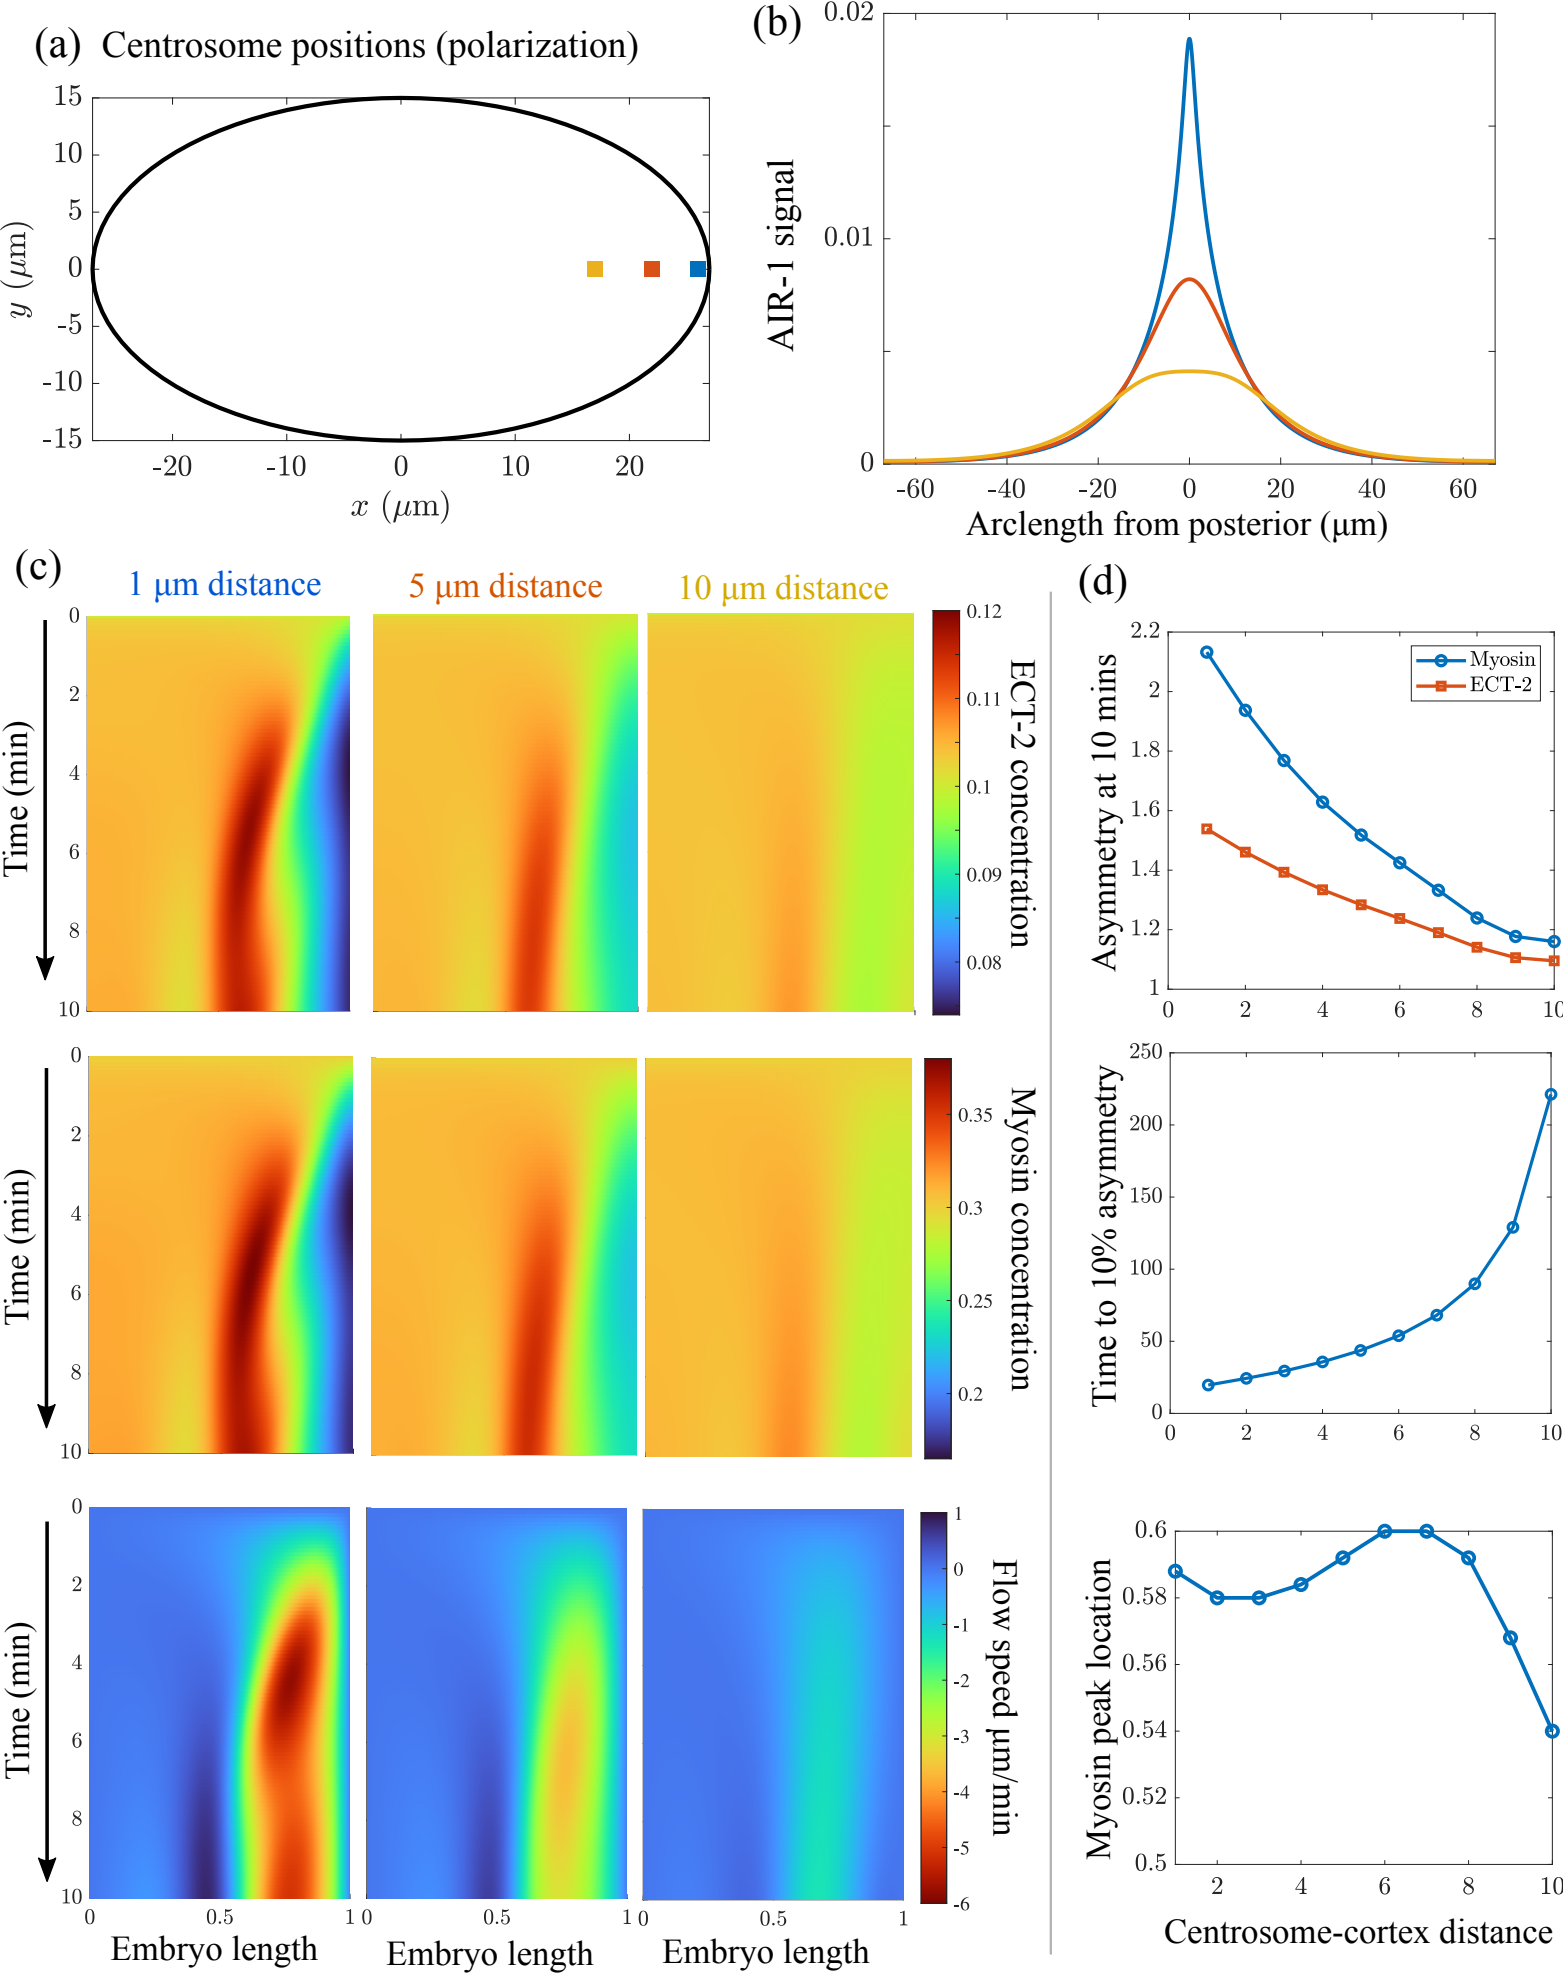 (a) Centrosome positions (polarization)
15
10
5
0
-5
-10
-15
y (μm)
-20 -10 0 10 20
x (μm)
(b)
0.02
0.01
0
AIR-1 signal
-60 -40 -20 0 20 40 60
Arclength from posterior (μm)
(c)
1 μm distance 5 μm distance 10 μm distance
Time (min)
0
2
4
6
8
10
0.12
0.11
0.1
0.09
0.08
ECT-2 concentration
Time (min)
0
2
4
6
8
10
0.35
0.3
0.25
0.2
Myosin concentration
Time (min)
0
2
4
6
8
10
1
0
-1
-2
-3
-4
-5
-6
Flow speed μm/min
0 0.5 1 0 0.5 1 0 0.5 1
Embryo length Embryo length Embryo length
(d)
Asymmetry at 10 mins
2.2
2
1.8
1.6
1.4
1.2
1
Myosin
ECT-2
0 2 4 6 8 10
Time to 10% asymmetry
250
200
150
100
50
0
0 2 4 6 8 10
Myosin peak location
0.6
0.58
0.56
0.54
0.52
0.5
2 4 6 8 10
Centrosome-cortex distance